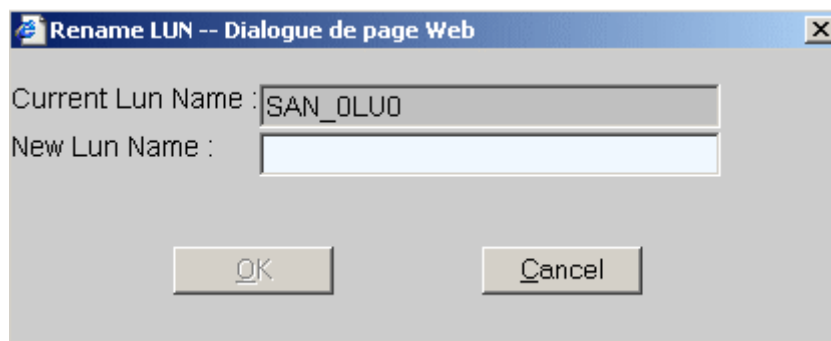 Rename LUN -- Dialogue de page Web
Current Lun Name : SAN_0LU0
New Lun Name :
OK Cancel